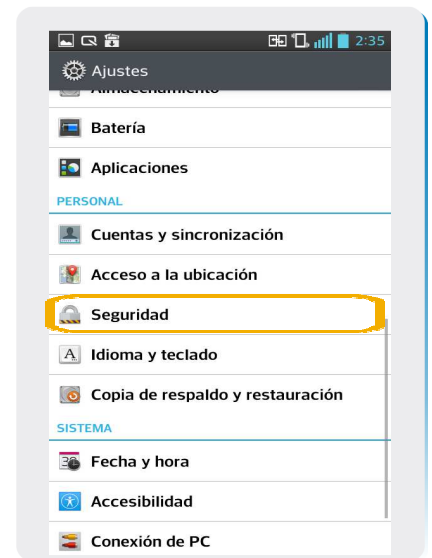 2:35
Ajustes
Almacenamiento
Batería
Aplicaciones
PERSONAL
Cuentas y sincronización
Acceso a la ubicación
Seguridad
A Idioma y teclado
Copia de respaldo y restauración
SISTEMA
Fecha y hora
Accesibilidad
Conexión de PC